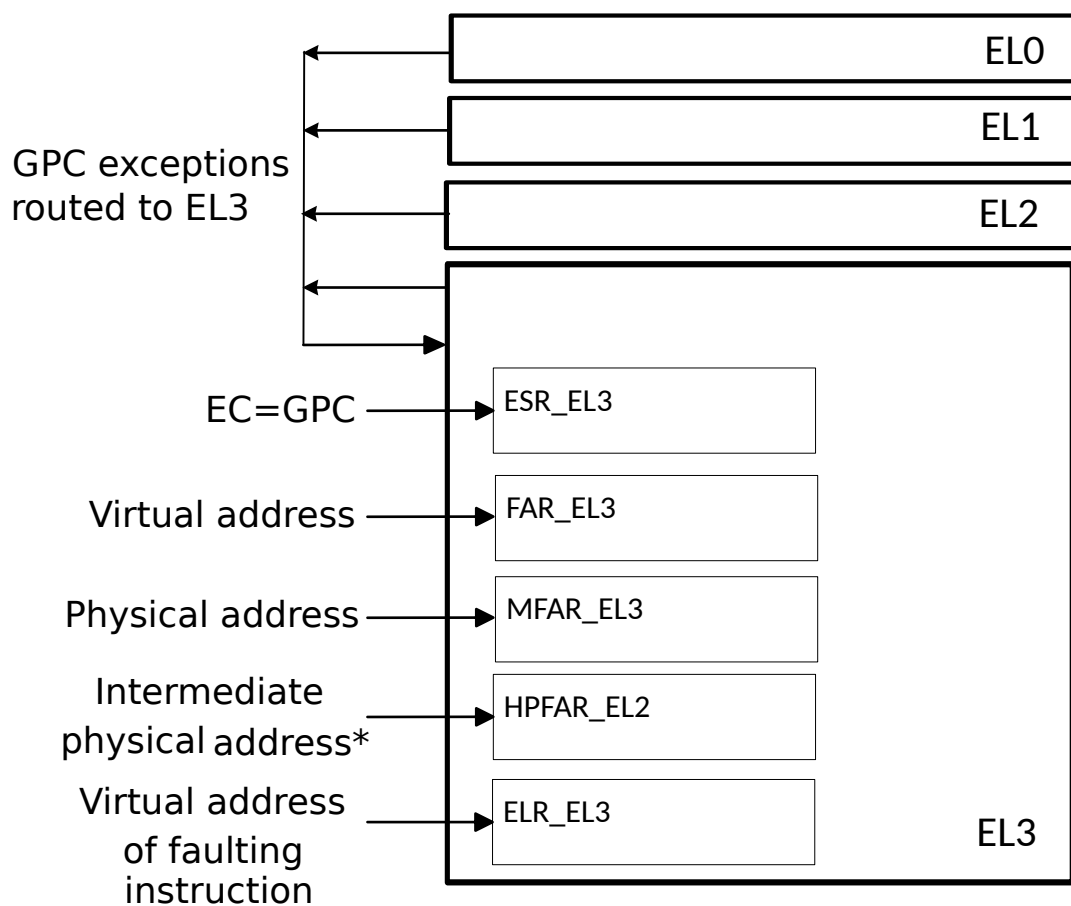 EL0
EL1
GPC exceptions
routed to EL3
EL2
EC=GPC
ESR_EL3
Virtual address
FAR_EL3
Physical address
MFAR_EL3
Intermediate
physical address*
HPFAR_EL2
Virtual address
of faulting
instruction
ELR_EL3
EL3